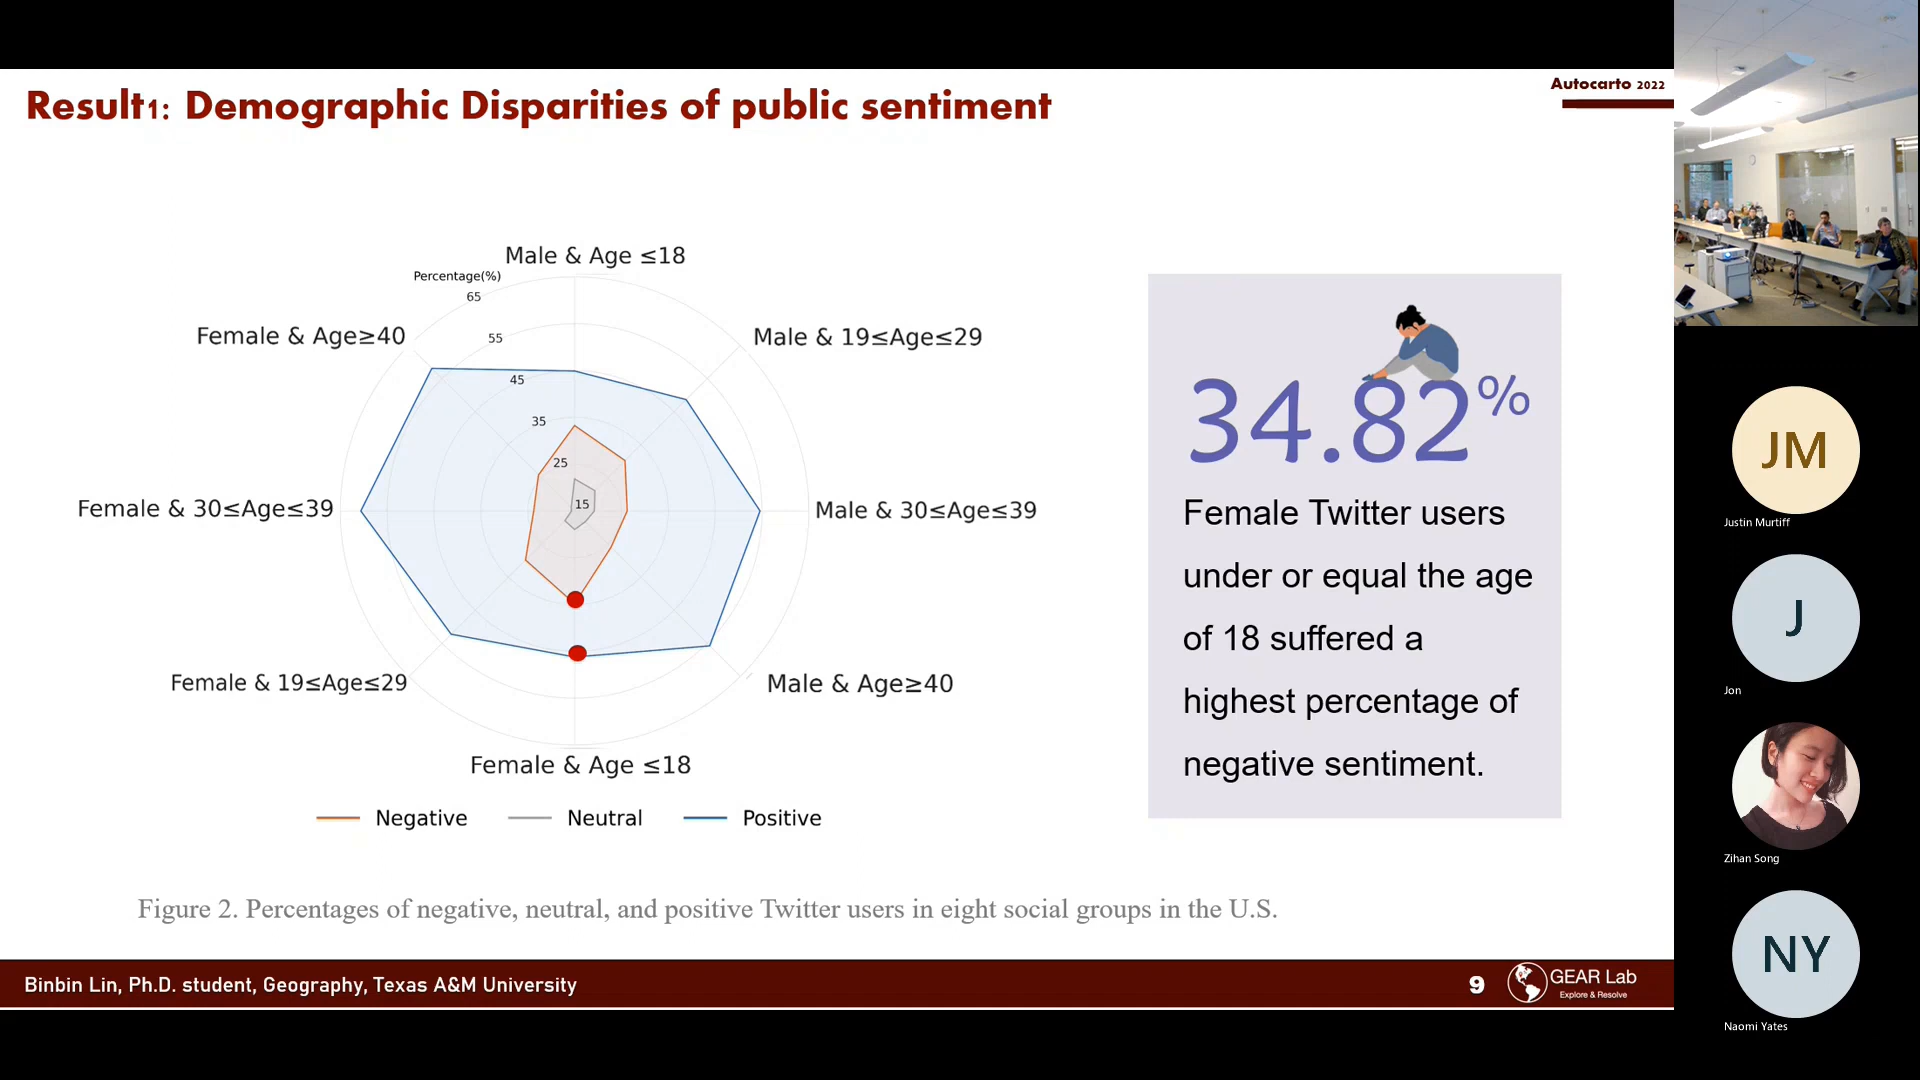 Result1: Demographic Disparities of public sentiment
Autocarto 2022
Male & Age ≤18
Percentage(%)
65
Female & Age≥40
Male & 19≤Age≤29
55
45
35
25
15
Female & 30≤Age≤39
Male & 30≤Age≤39
Female & 19≤Age≤29
Male & Age≥40
Female & Age ≤18
Negative
Neutral
Positive
34.82%
Female Twitter users
under or equal the age
of 18 suffered a
highest percentage of
negative sentiment.
Figure 2. Percentages of negative, neutral, and positive Twitter users in eight social groups in the U.S.
Binbin Lin, Ph.D. student, Geography, Texas A&M University
9
GEAR Lab
Explore & Resolve
JM
Justin Murtiff
J
Jon
Zihan Song
NY
Naomi Yates